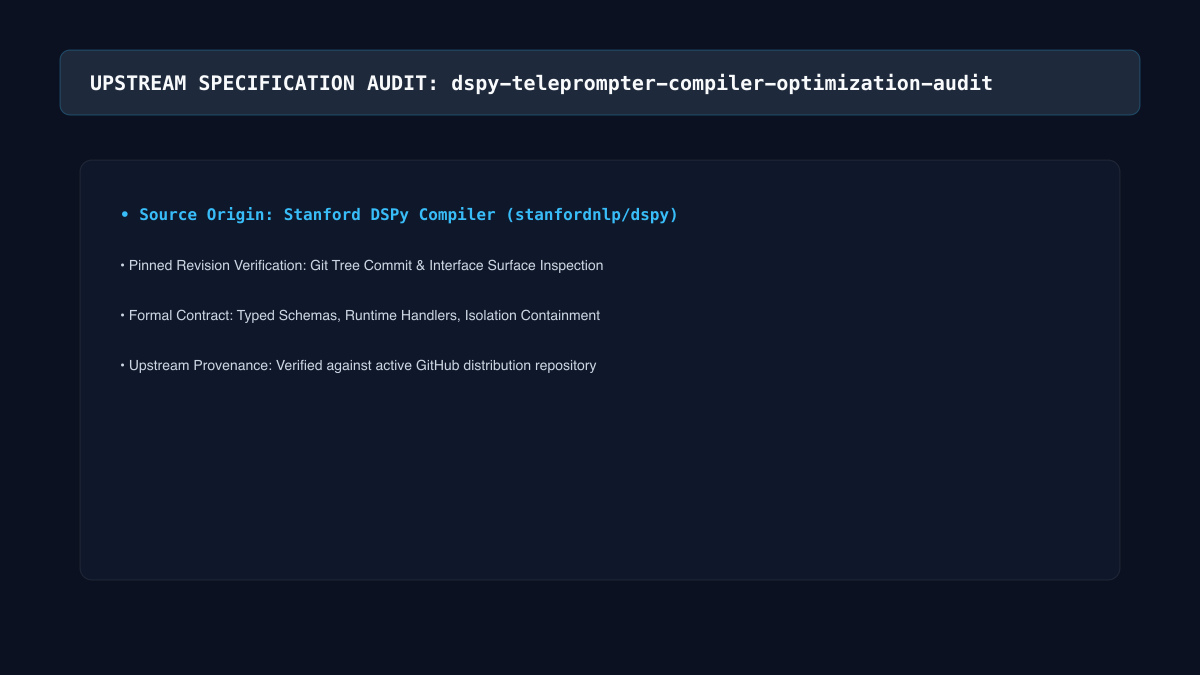 UPSTREAM SPECIFICATION AUDIT: dspy-teleprompter-compiler-optimization-audit
• Source Origin: Stanford DSPy Compiler (stanfordnlp/dspy)
• Pinned Revision Verification: Git Tree Commit & Interface Surface Inspection
• Formal Contract: Typed Schemas, Runtime Handlers, Isolation Containment
• Upstream Provenance: Verified against active GitHub distribution repository